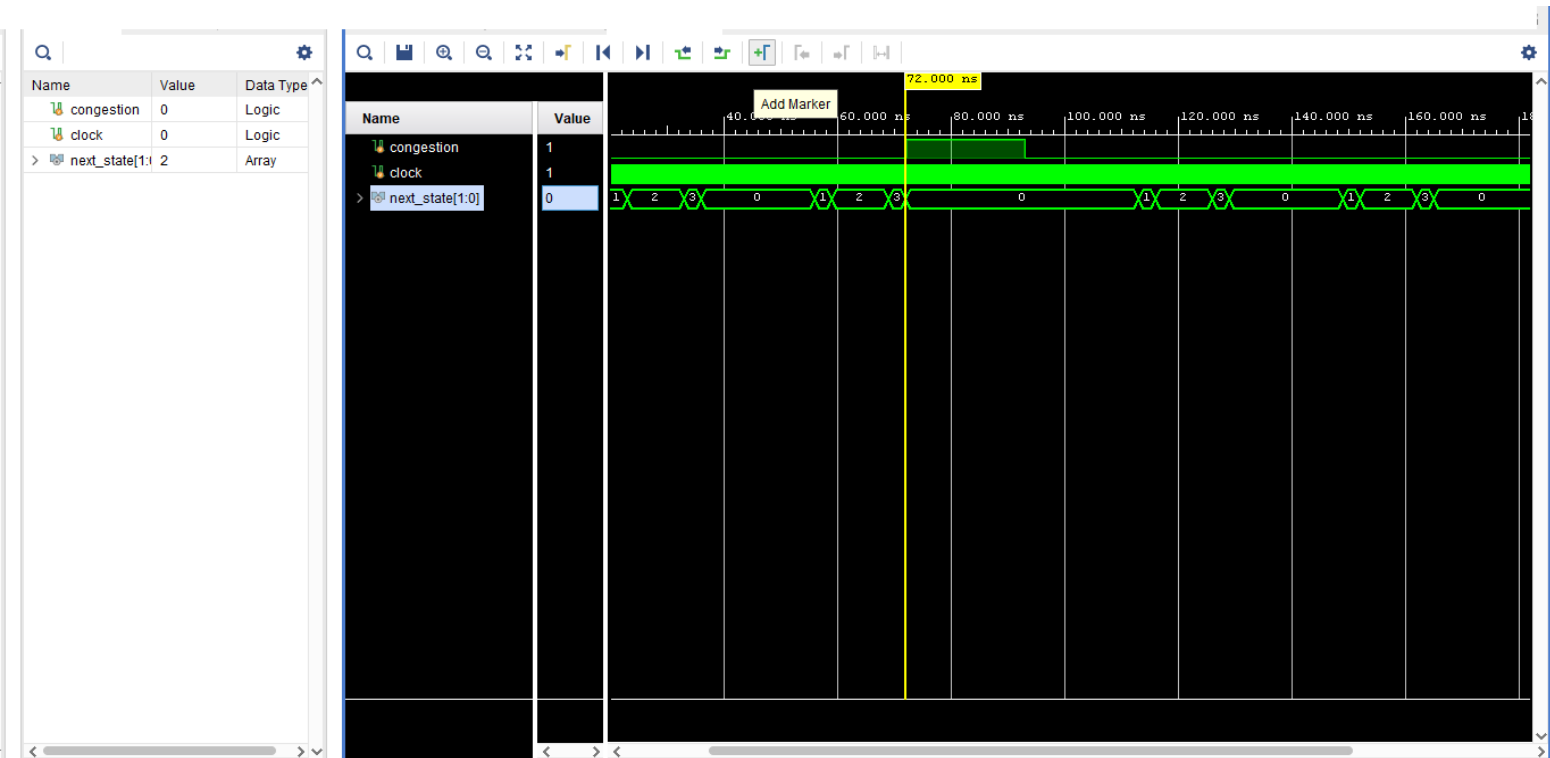 Name Value Data Type
congestion 0 Logic
clock 0 Logic
next_state[1:( 2 Array
Name Value
congestion 1
clock 1
next_state[1:0] 0
72.000 ns
Add Marker
40.000 ns 60.000 ns 80.000 ns 100.000 ns 120.000 ns 140.000 ns 160.000 ns 18
1 2 3 0 1 2 3 0 1 2 3 0 1 2 3 0